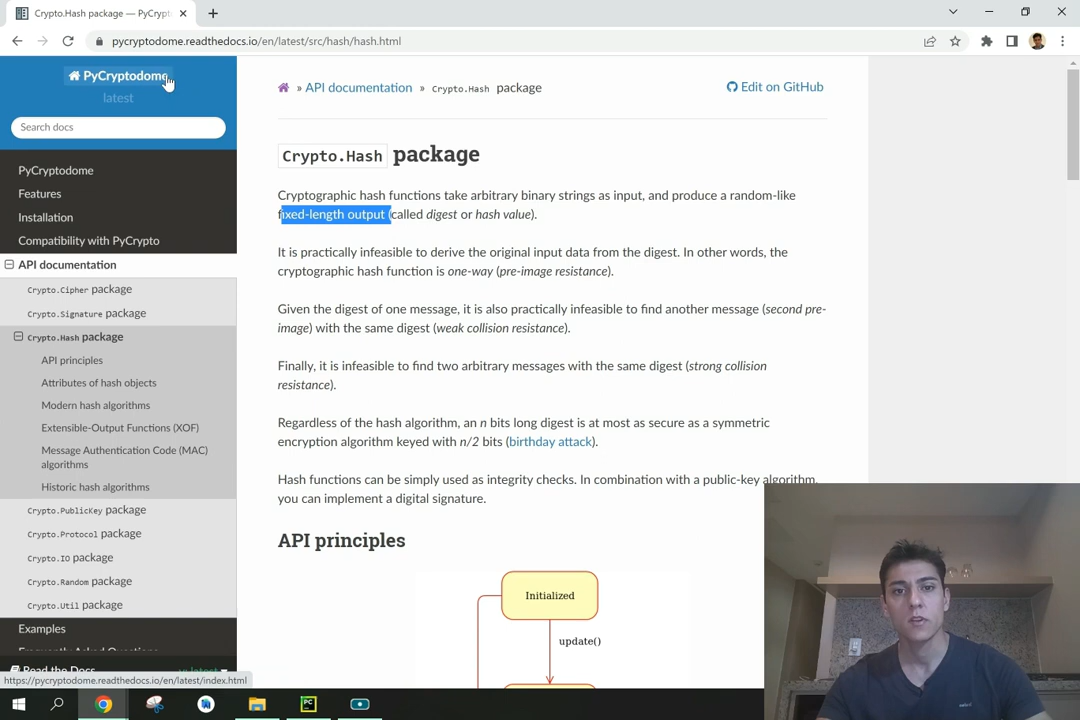 Crypto.Hash package — PyCrypt
pycryptodome.readthedocs.io/en/latest/src/hash/hash.html
PyCryptodome
latest
Search docs
PyCryptodome
Features
Installation
Compatibility with PyCrypto
API documentation
Crypto.Cipher package
Crypto.Signature package
Crypto.Hash package
API principles
Attributes of hash objects
Modern hash algorithms
Extensible-Output Functions (XOF)
Message Authentication Code (MAC)
algorithms
Historic hash algorithms
Crypto.PublicKey package
Crypto.Protocol package
Crypto.IO package
Crypto.Random package
Crypto.Util package
Examples
Frequently Asked Questions
Read the Docs
v: latest
https://pycryptodome.readthedocs.io/en/latest/index.html
» API documentation » Crypto.Hash package
Edit on GitHub
Crypto.Hash package
Cryptographic hash functions take arbitrary binary strings as input, and produce a random-like
fixed-length output (called digest or hash value).
It is practically infeasible to derive the original input data from the digest. In other words, the
cryptographic hash function is one-way (pre-image resistance).
Given the digest of one message, it is also practically infeasible to find another message (second pre-
image) with the same digest (weak collision resistance).
Finally, it is infeasible to find two arbitrary messages with the same digest (strong collision
resistance).
Regardless of the hash algorithm, an n bits long digest is at most as secure as a symmetric
encryption algorithm keyed with n/2 bits (birthday attack).
Hash functions can be simply used as integrity checks. In combination with a public-key algorithm,
you can implement a digital signature.
API principles
Initialized
update()
PC